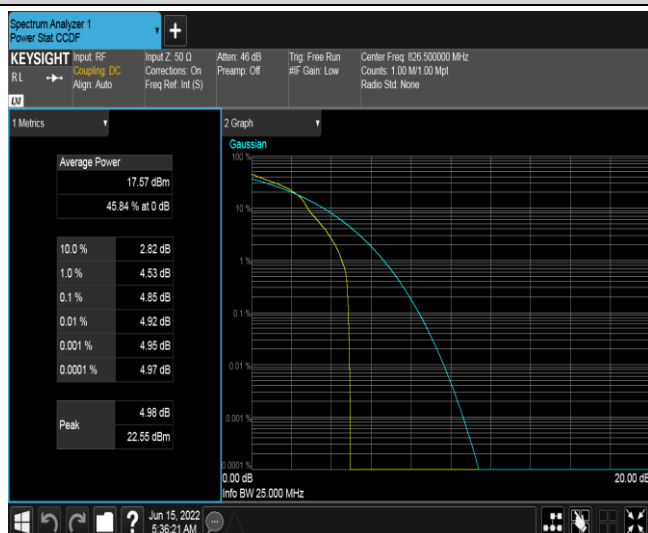 Spectrum Analyzer 1
Power Stat CCDF
+
KEYSIGHT
RL
LXI
Input: RF
Coupling: DC
Align: Auto
Input Z: 50 Ω
Corrections: On
Freq Ref: Int (S)
Atten: 46 dB
Preamp: Off
Trig: Free Run
#IF Gain: Low
Center Freq: 826.500000 MHz
Counts: 1.00 M/1.00 Mpt
Radio Std: None
1 Metrics
Average Power
17.57 dBm
45.84 % at 0 dB
10.0 % 2.82 dB
1.0 % 4.53 dB
0.1 % 4.85 dB
0.01 % 4.92 dB
0.001 % 4.95 dB
0.0001 % 4.97 dB
Peak
4.98 dB
22.55 dBm
2 Graph
Gaussian
100 %
10 %
1 %
0.1 %
0.01 %
0.001 %
0.0001 %
0.00 dB
20.00 dB
Info BW 25.000 MHz
?
Jun 15, 2022
5:36:21 AM